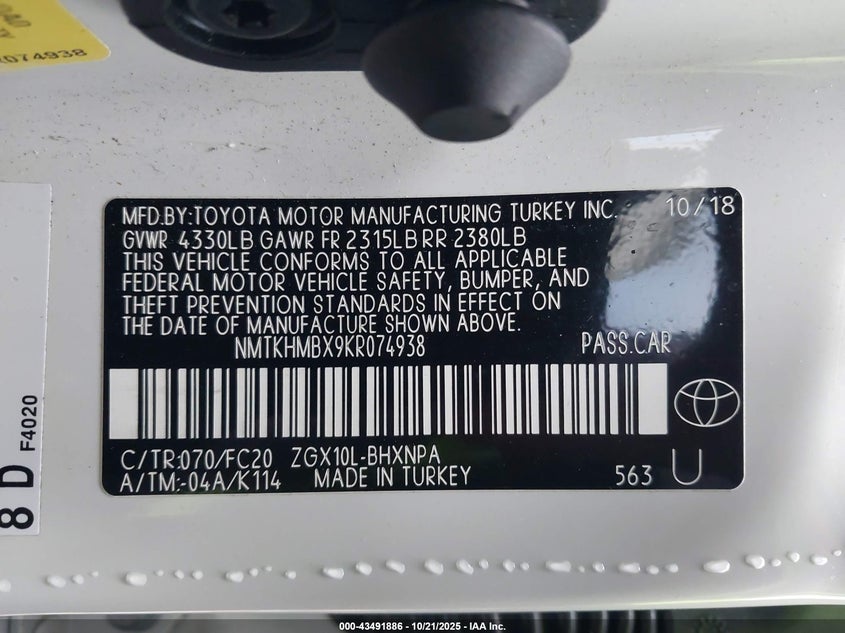 R074938
MFD.BY:TOYOTA MOTOR MANUFACTURING TURKEY INC. 10/18
GVWR 4330LB GAWR FR 2315LB RR 2380LB
THIS VEHICLE CONFORMS TO ALL APPLICABLE
FEDERAL MOTOR VEHICLE SAFETY, BUMPER, AND
THEFT PREVENTION STANDARDS IN EFFECT ON
THE DATE OF MANUFACTURE SHOWN ABOVE.
NMTKHMBX9KR074938 PASS.CAR
C/TR:070/FC20 ZGX10L-BHXNPA
A/TM:-04A/K114 MADE IN TURKEY 563 U
8 D F4020
000-43491886 - 10/21/2025 - IAA Inc.